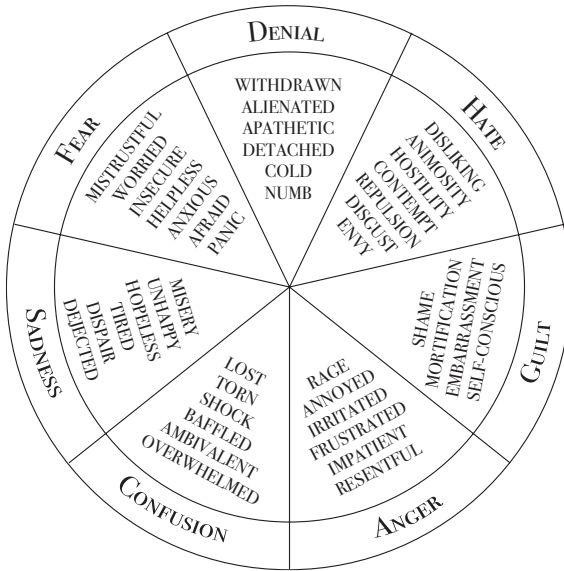 DENIAL
WITHDRAWN
ALIENATED
APATHETIC
DETACHED
COLD
NUMB
HATE
DISLIKING
ANIMOSITY
HOSTILITY
CONTEMPT
REPULSION
DISGUST
ENVY
GUILT
SHAME
MORTIFICATION
EMBARRASSMENT
SELF-CONSCIOUS
ANGER
RAGE
ANNOYED
IRRITATED
FRUSTRATED
IMPATIENT
RESENTFUL
CONFUSION
LOST
TORN
SHOCK
BAFFLED
AMBIVALENT
OVERWHELMED
SADNESS
MISERY
UNHAPPY
HOPELESS
TIRED
DISPAIR
DEJECTED
FEAR
MISTRUSTFUL
WORRIED
INSECURE
HELPLESS
ANXIOUS
AFRAID
PANIC